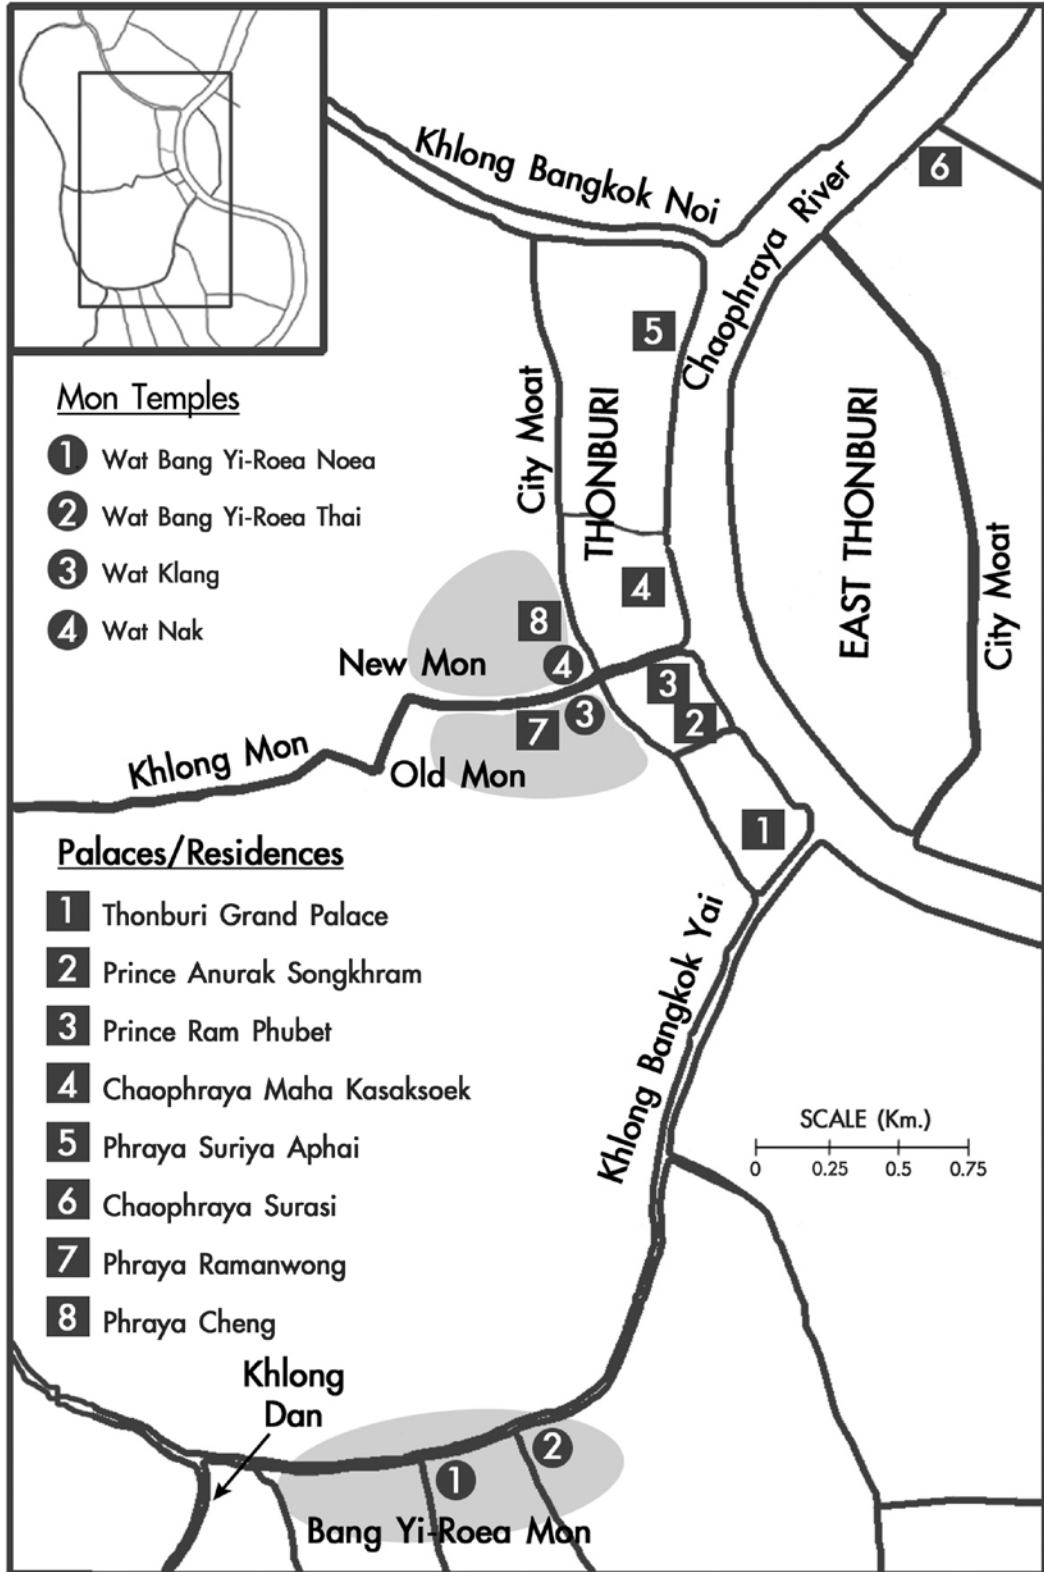 Khlong Bangkok Noi
6
Chaophraya River
5
Mon Temples
1 Wat Bang Yi-Roea Noea
2 Wat Bang Yi-Roea Thai
3 Wat Klang
4 Wat Nak
City Moat
THONBURI
EAST THONBURI
City Moat
4
8
New Mon
4
3
3
2
7
Khlong Mon
Old Mon
1
Palaces/Residences
1 Thonburi Grand Palace
2 Prince Anurak Songkhram
3 Prince Ram Phubet
4 Chaophraya Maha Kasaksoek
5 Phraya Suriya Aphai
6 Chaophraya Surasi
7 Phraya Ramanwong
8 Phraya Cheng
Khlong Bangkok Yai
SCALE (Km.)
0 0.25 0.5 0.75
Khlong
Dan
2
1
Bang Yi-Roea Mon